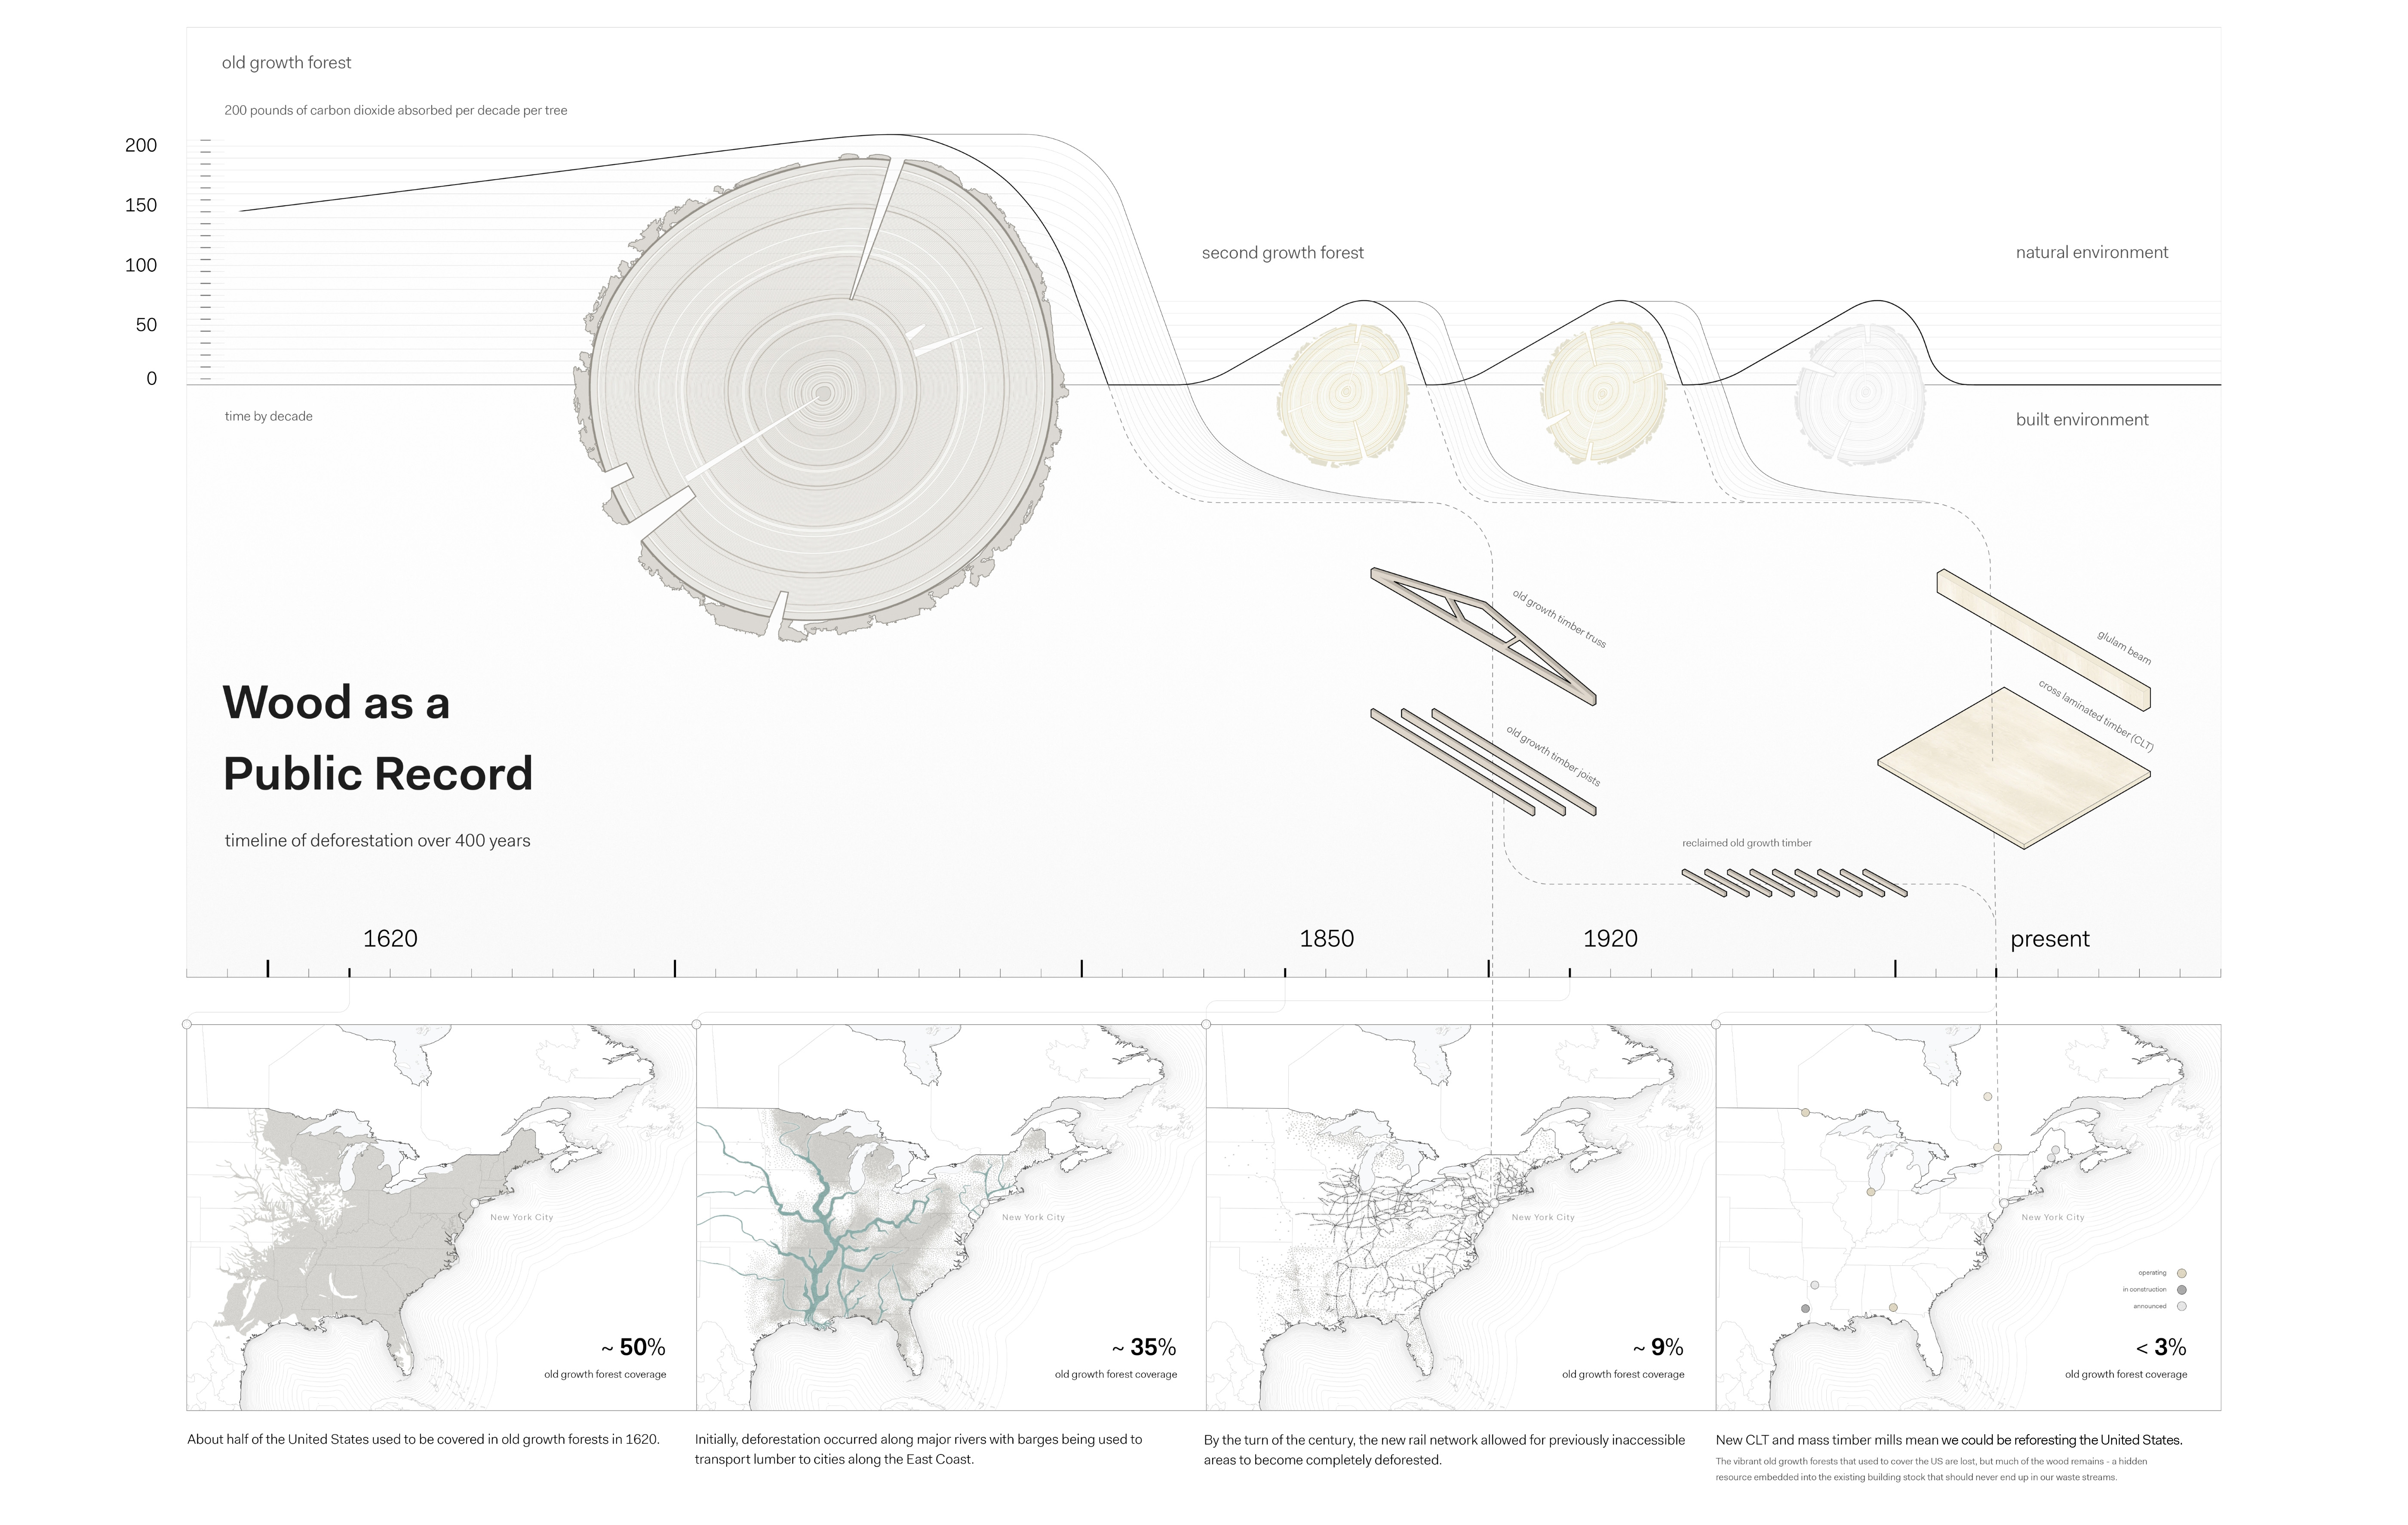 old growth forest
200 pounds of carbon dioxide absorbed per decade per tree
200
150
100
50
0
time by decade
second growth forest
natural environment
built environment
Wood as a
Public Record
timeline of deforestation over 400 years
old growth timber truss
old growth timber joists
reclaimed old growth timber
glulam beam
cross laminated timber (CLT)
1620
1850
1920
present
New York City
~ 50%
old growth forest coverage
New York City
~ 35%
old growth forest coverage
New York City
~ 9%
old growth forest coverage
New York City
operating
in construction
announced
< 3%
old growth forest coverage
About half of the United States used to be covered in old growth forests in 1620.
Initially, deforestation occurred along major rivers with barges being used to
transport lumber to cities along the East Coast.
By the turn of the century, the new rail network allowed for previously inaccessible
areas to become completely deforested.
New CLT and mass timber mills mean we could be reforesting the United States.
The vibrant old growth forests that used to cover the US are lost, but much of the wood remains - a hidden
resource embedded into the existing building stock that should never end up in our waste streams.